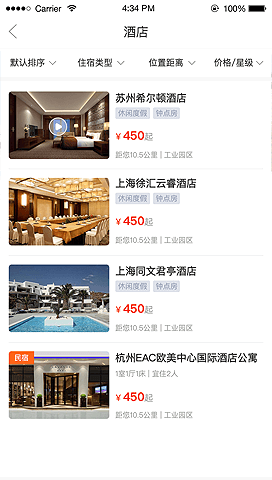 Carrier 4:34 PM 100%
酒店
默认排序 住宿类型 位置距离 价格/星级
苏州希尔顿酒店
休闲度假 钟点房
¥450起
距您10.5公里 | 工业园区
上海徐汇云睿酒店
休闲度假 钟点房
¥450起
距您10.5公里 | 工业园区
上海同文君亭酒店
休闲度假 钟点房
¥450起
距您10.5公里 | 工业园区
民宿
杭州EAC欧美中心国际酒店公寓
1室1厅1床 | 宜住2人
¥450起
距您10.5公里 | 工业园区